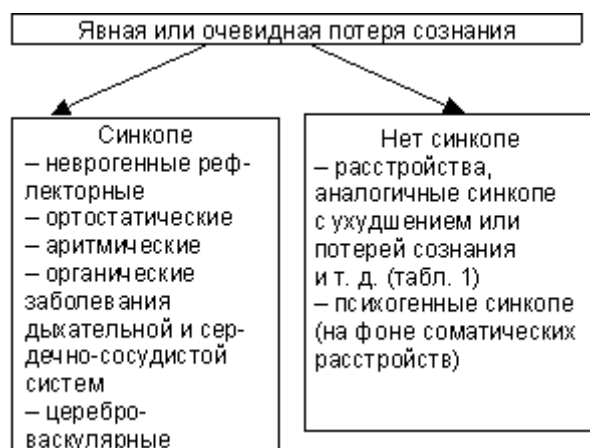 Явная или очевидная потеря сознания
Синкопе
– неврогенные реф-
лекторные
– ортостатические
– аритмические
– органические
заболевания
дыхательной и сер-
дечно-сосудистой
систем
– церебро-
васкулярные
Нет синкопе
– расстройства,
аналогичные синкопе
с ухудшением или
потерей сознания
и т. д. (табл. 1)
– психогенные синкопе
(на фоне соматических
расстройств)